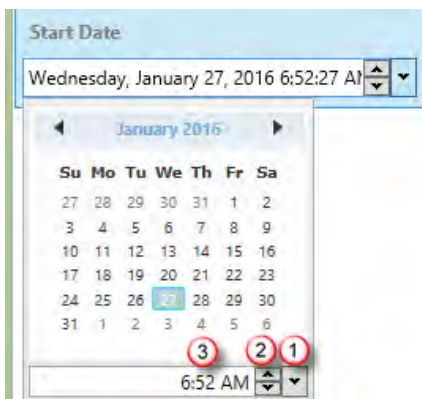 Start Date
Wednesday, January 27, 2016 6:52:27 AM
January 2016
Su Mo Tu We Th Fr Sa
27 28 29 30 31 1 2
3 4 5 6 7 8 9
10 11 12 13 14 15 16
17 18 19 20 21 22 23
24 25 26 27 28 29 30
31 1 2 3 4 5 6
3 2 1
6:52 AM